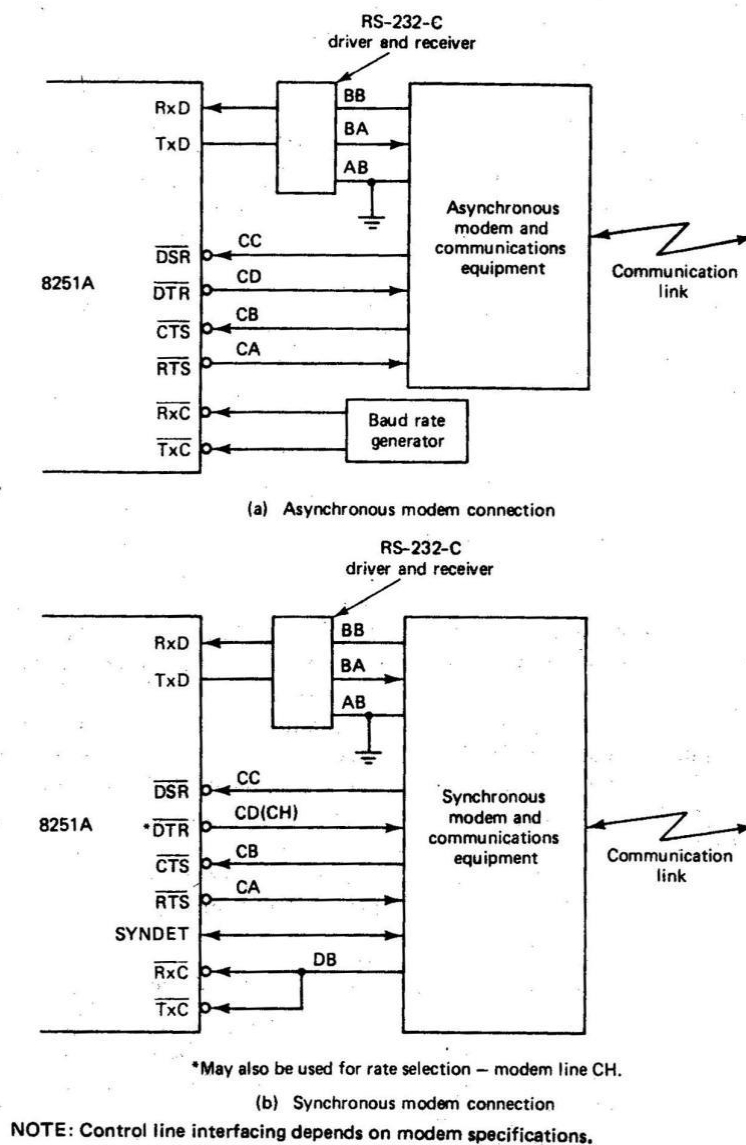 RS-232-C
driver and receiver
RxD
BB
TxD
BA
AB
Asynchronous
modem and
communications
equipment
Communication
link
8251A
DSR
CC
DTR
CD
CTS
CB
RTS
CA
RxC
TxC
Baud rate
generator
(a) Asynchronous modem connection
RS-232-C
driver and receiver
RxD
BB
TxD
BA
AB
Synchronous
modem and
communications
equipment
Communication
link
8251A
DSR
CC
*DTR
CD(CH)
CTS
CB
RTS
CA
SYNDET
RxC
DB
TxC
*May also be used for rate selection – modem line CH.
(b) Synchronous modem connection
NOTE: Control line interfacing depends on modem specifications.